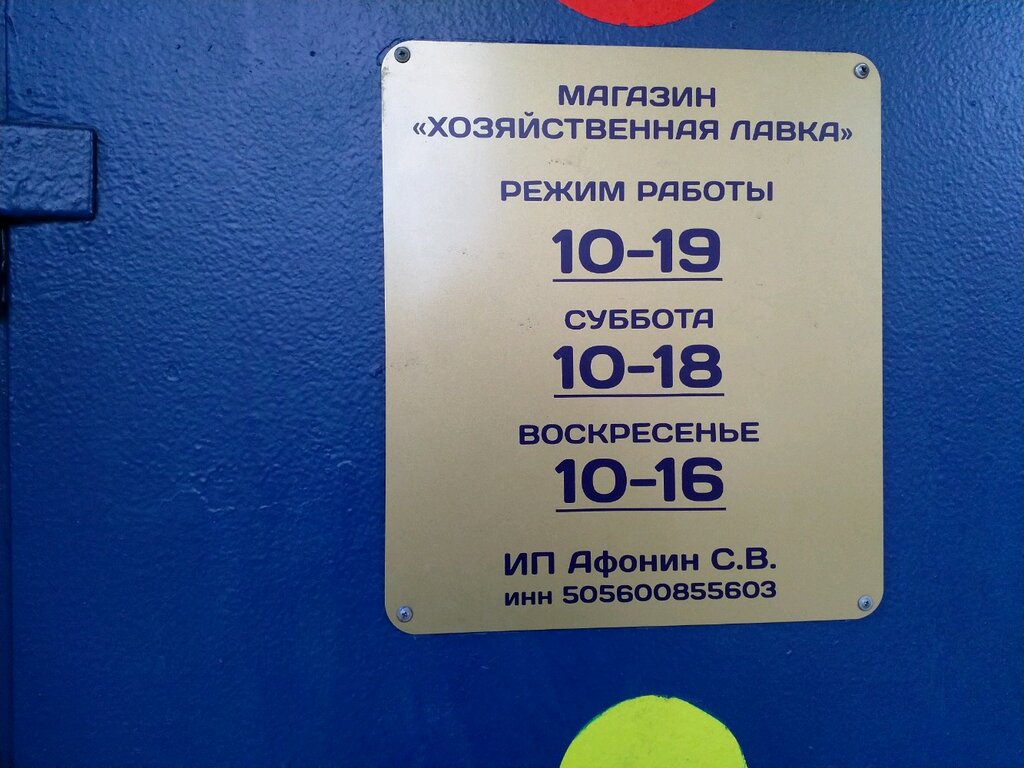 МАГАЗИН
«ХОЗЯЙСТВЕННАЯ ЛАВКА»
РЕЖИМ РАБОТЫ
10-19
СУББОТА
10-18
ВОСКРЕСЕНЬЕ
10-16
ИП Афонин С.В.
инн 505600855603